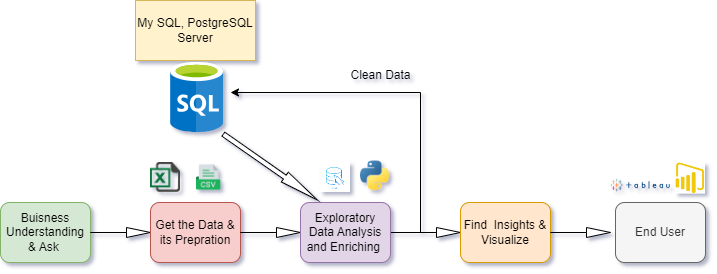 My SQL, PostgreSQL
Server
SQL
Clean Data
CSV
tableau
Buisness
Understanding
& Ask
Get the Data &
its Prepration
Exploratory
Data Analysis
and Enriching
Find Insights &
Visualize
End User